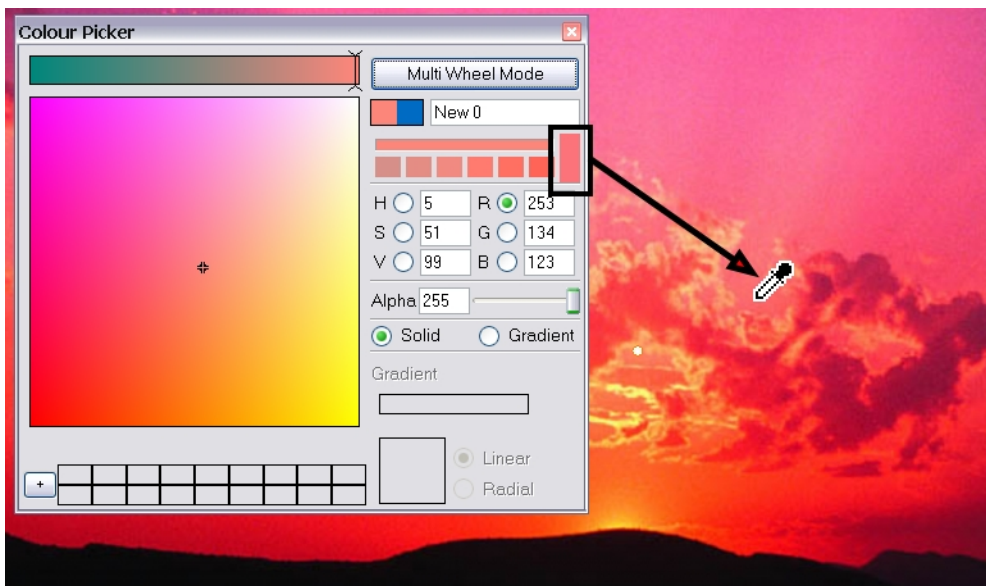 Colour Picker
Multi Wheel Mode
New 0
H 5 R 253
S 51 G 134
V 99 B 123
Alpha 255
Solid Gradient
Gradient
Linear
+
Radial